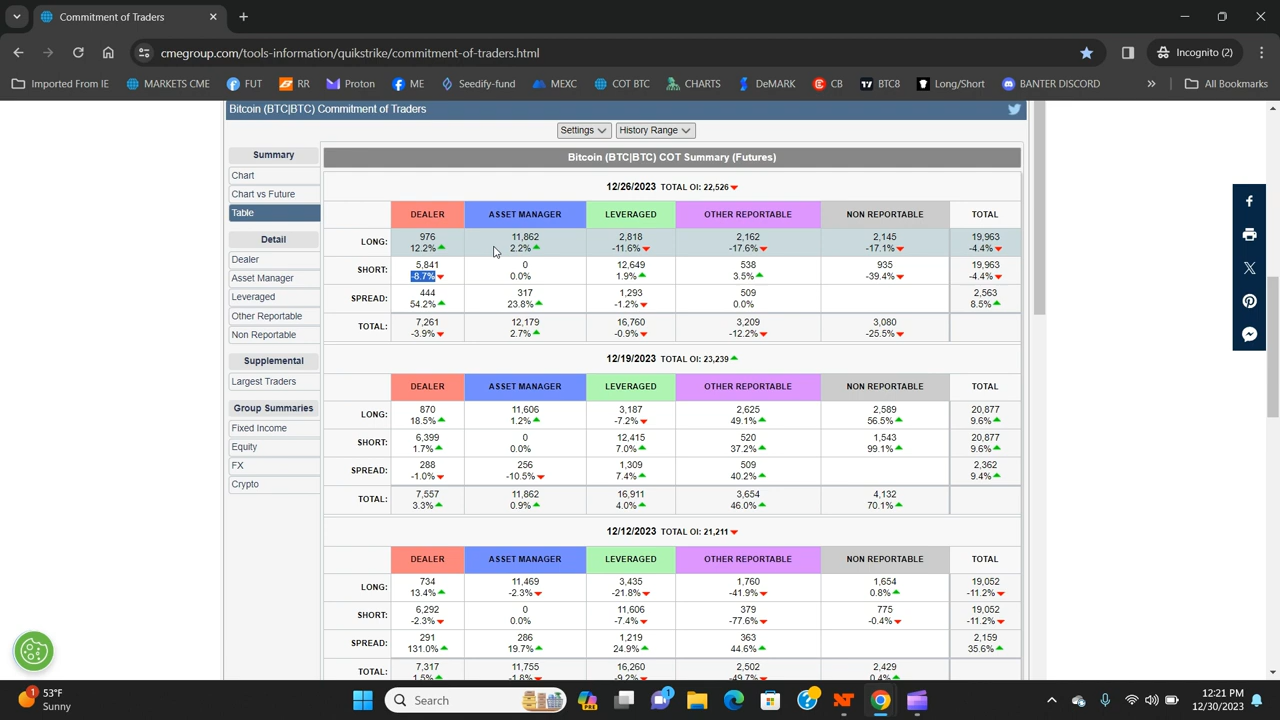 Commitment of Traders
cmegroup.com/tools-information/quikstrike/commitment-of-traders.html
Incognito (2)
Imported From IE MARKETS CME FUT RR Proton ME Seedify-fund MEXC COT BTC CHARTS DeMARK CB BTC8 Long/Short BANTER DISCORD » All Bookmarks
Bitcoin (BTC|BTC) Commitment of Traders
Settings History Range
Summary
Chart
Chart vs Future
Table
Detail
Dealer
Asset Manager
Leveraged
Other Reportable
Non Reportable
Supplemental
Largest Traders
Group Summaries
Fixed Income
Equity
FX
Crypto
Bitcoin (BTC|BTC) COT Summary (Futures)
12/26/2023 TOTAL OI: 22,526
DEALER ASSET MANAGER LEVERAGED OTHER REPORTABLE NON REPORTABLE TOTAL
LONG: 976 11,862 2,818 2,162 2,145 19,963
12.2% 2.2% -11.6% -17.6% -17.1% -4.4%
SHORT: 5,841 0 12,649 538 935 19,963
-8.7% 0.0% 1.9% 3.5% -39.4% -4.4%
SPREAD: 444 317 1,293 509 2,563
54.2% 23.8% -1.2% 0.0% 8.5%
TOTAL: 7,261 12,179 16,760 3,209 3,080
-3.9% 2.7% -0.9% -12.2% -25.5%
12/19/2023 TOTAL OI: 23,239
DEALER ASSET MANAGER LEVERAGED OTHER REPORTABLE NON REPORTABLE TOTAL
LONG: 870 11,606 3,187 2,625 2,589 20,877
18.5% 1.2% -7.2% 49.1% 56.5% 9.6%
SHORT: 6,399 0 12,415 520 1,543 20,877
1.7% 0.0% 7.0% 37.2% 99.1% 9.6%
SPREAD: 288 256 1,309 509 2,362
-1.0% -10.5% 7.4% 40.2% 9.4%
TOTAL: 7,557 11,862 16,911 3,654 4,132
3.3% 0.9% 4.0% 46.0% 70.1%
12/12/2023 TOTAL OI: 21,211
DEALER ASSET MANAGER LEVERAGED OTHER REPORTABLE NON REPORTABLE TOTAL
LONG: 734 11,469 3,435 1,760 1,654 19,052
13.4% -2.3% -21.8% -41.9% 0.8% -11.2%
SHORT: 6,292 0 11,606 379 775 19,052
-2.3% 0.0% -7.4% -77.6% -0.4% -11.2%
SPREAD: 291 286 1,219 363 2,159
131.0% 19.7% 24.9% 44.6% 35.6%
TOTAL: 7,317 11,755 16,260 2,502 2,429
1.5% -1.8% -9.2% -49.7% 0.4%
1
53°F
Sunny
Search
PRE
1
12:21 PM
12/30/2023